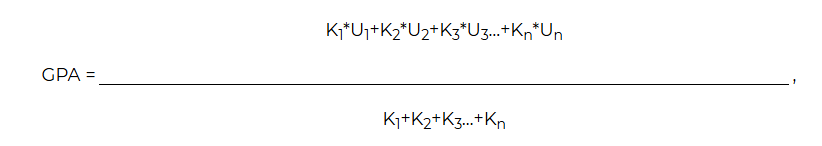 K₁*U₁+K₂*U₂+K₃*U₃...+Kₙ*Uₙ
GPA = ,
K₁+K₂+K₃...+Kₙ